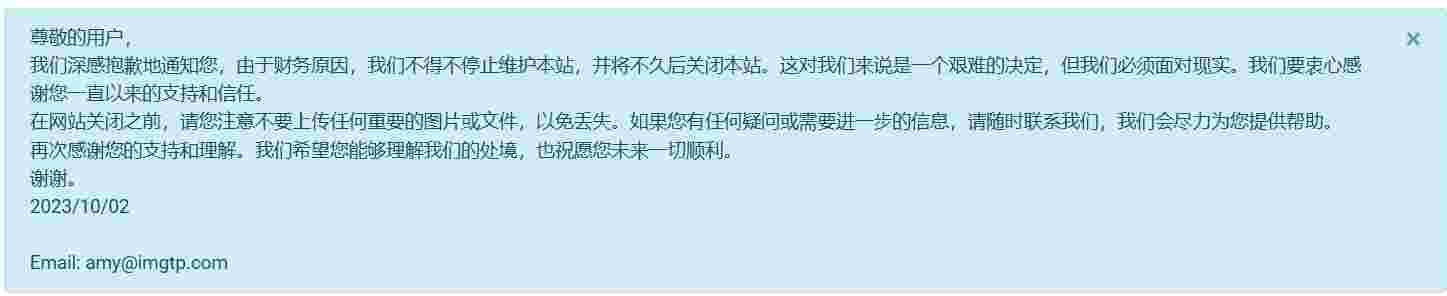 尊敬的用户，
我们深感抱歉地通知您，由于财务原因，我们不得不停止维护本站，并将不久后关闭本站。这对我们来说是一个艰难的决定，但我们必须面对现实。我们要衷心感
谢您一直以来的支持和信任。
在网站关闭之前，请您注意不要上传任何重要的图片或文件，以免丢失。如果您有任何疑问或需要进一步的信息，请随时联系我们，我们会尽力为您提供帮助。
再次感谢您的支持和理解。我们希望您能够理解我们的处境，也祝愿您未来一切顺利。
谢谢。
2023/10/02
Email: amy@imgtp.com